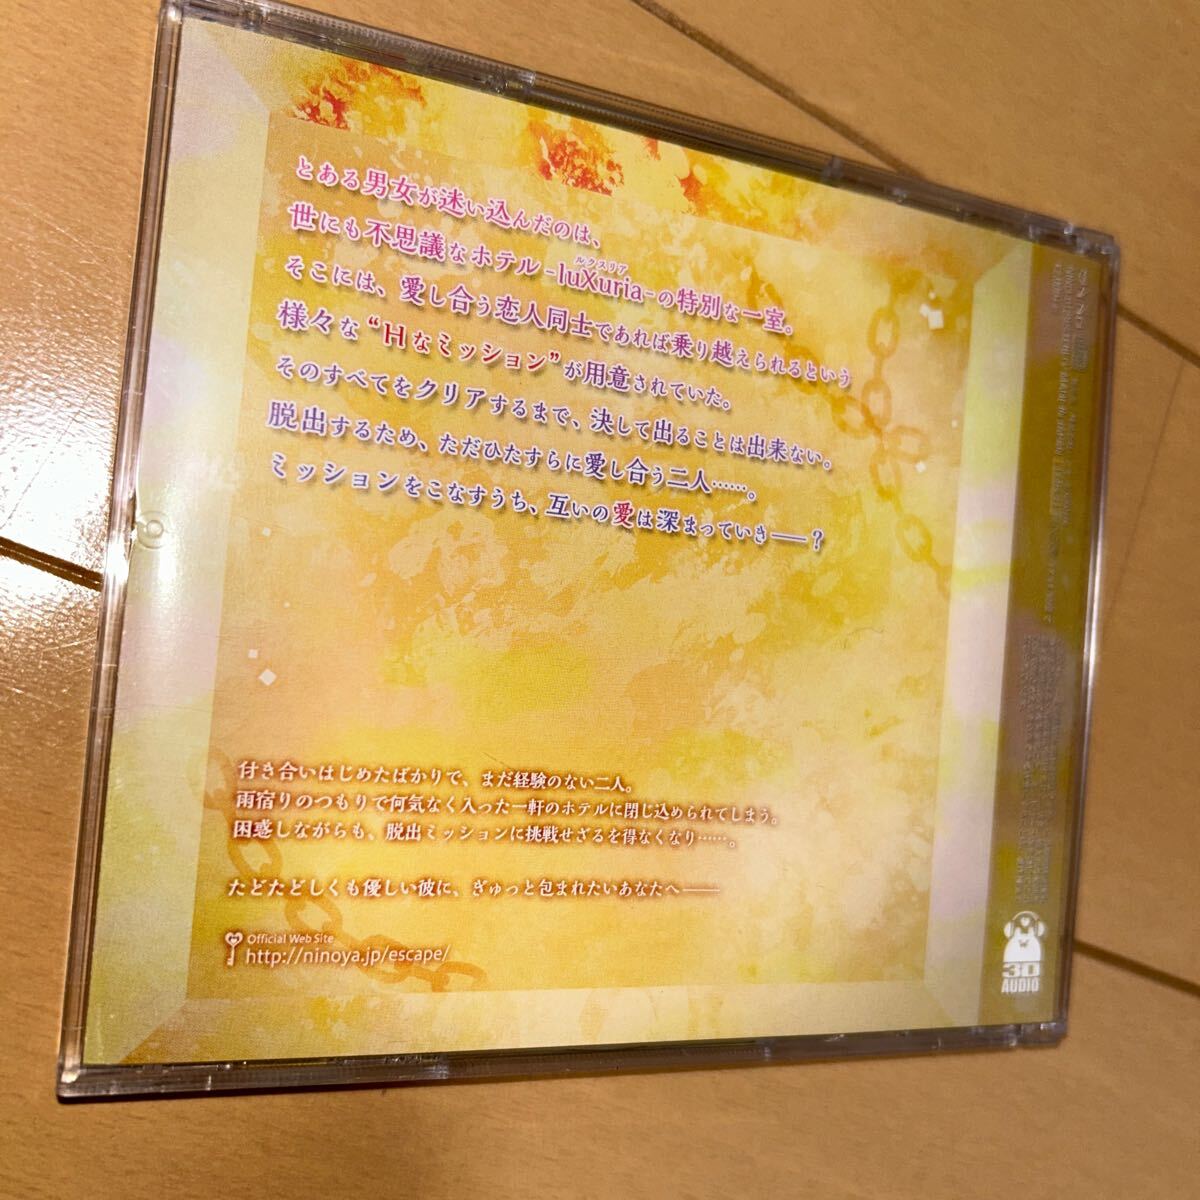 とある男女が迷い込んだのは、
世にも不思議なホテル-luXuria-の特別な一室。
ルクスリア
そこには、愛し合う恋人同士であれば乗り越えられるという
様々な“Hなミッション”が用意されていた。
そのすべてをクリアするまで、決して出ることは出来ない。
脱出するため、ただひたすらに愛し合う二人……。
ミッションをこなすうち、互いの愛は深まっていき──？
付き合いはじめたばかりで、まだ経験のない二人。
雨宿りのつもりで何気なく入った一軒のホテルに閉じ込められてしまう。
困惑しながらも、脱出ミッションに挑戦せざるを得なくなり……。
たどたどしくも優しい彼に、ぎゅっと包まれたいあなたへ──
Official Web Site
http://ninoya.jp/escape/
3D
AUDIO